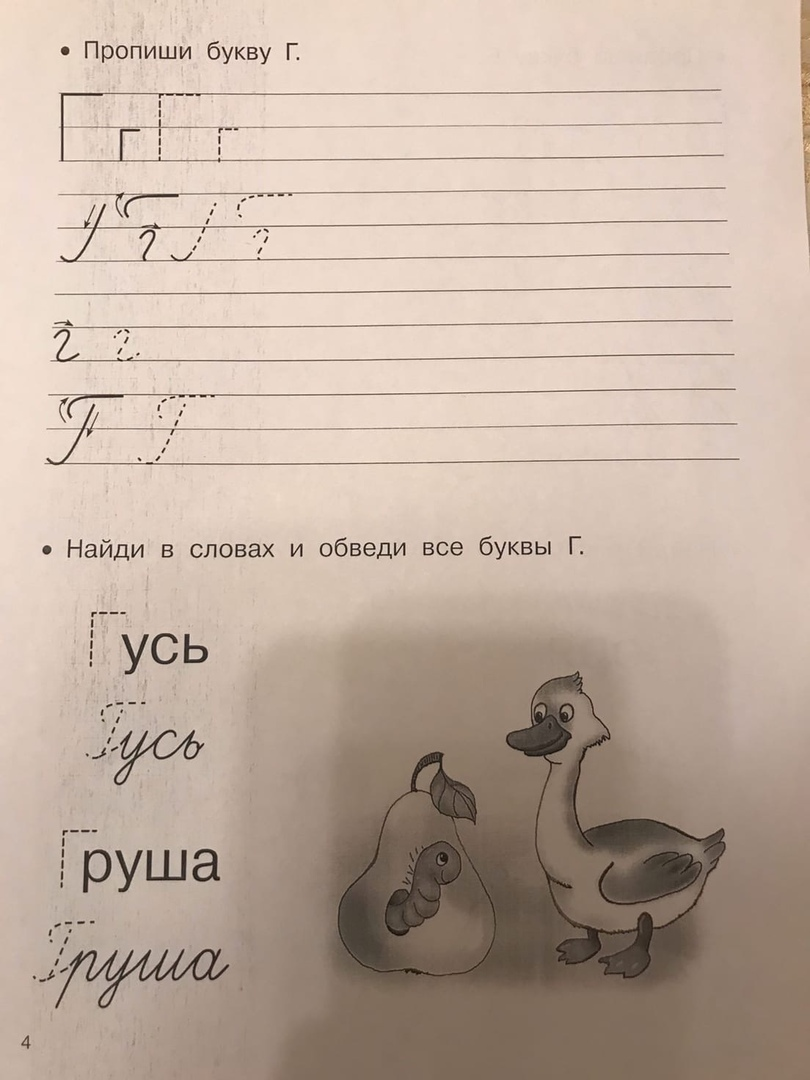 • Пропиши букву Г.
Г г Г г
Г г Г г
г г
Г Г
• Найди в словах и обведи все буквы Г.
Гусь
Гусь
Груша
Груша
4